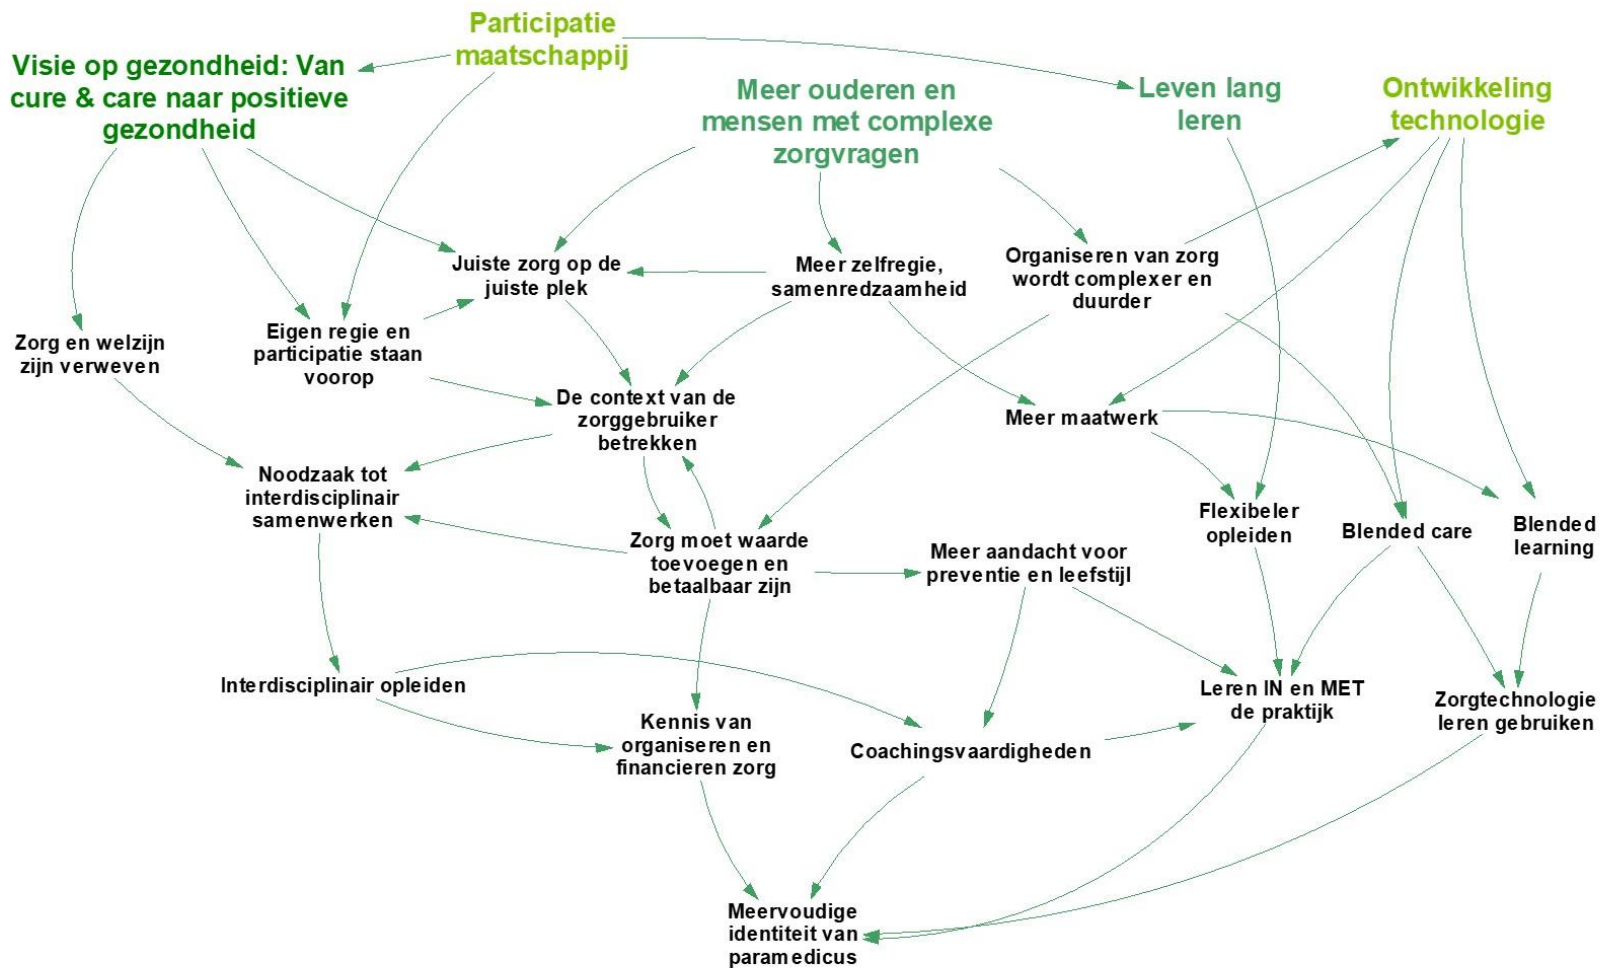 Participatie
maatschappij
Visie op gezondheid: Van
cure & care naar positieve
gezondheid
Meer ouderen en
mensen met complexe
zorgvragen
Leven lang
leren
Ontwikkeling
technologie
Juiste zorg op de
juiste plek
Meer zelfregie,
samenredzaamheid
Organiseren van zorg
wordt complexer en
duurder
Zorg en welzijn
zijn verweven
Eigen regie en
participatie staan
voorop
De context van de
zorggebruiker
betrekken
Meer maatwerk
Noodzaak tot
interdisciplinair
samenwerken
Zorg moet waarde
toevoegen en
betaalbaar zijn
Meer aandacht voor
preventie en leefstijl
Flexibeler
opleiden
Blended care
Blended
learning
Interdisciplinair opleiden
Kennis van
organiseren en
financieren zorg
Coachingsvaardigheden
Leren IN en MET
de praktijk
Zorgtechnologie
leren gebruiken
Meervoudige
identiteit van
paramedicus